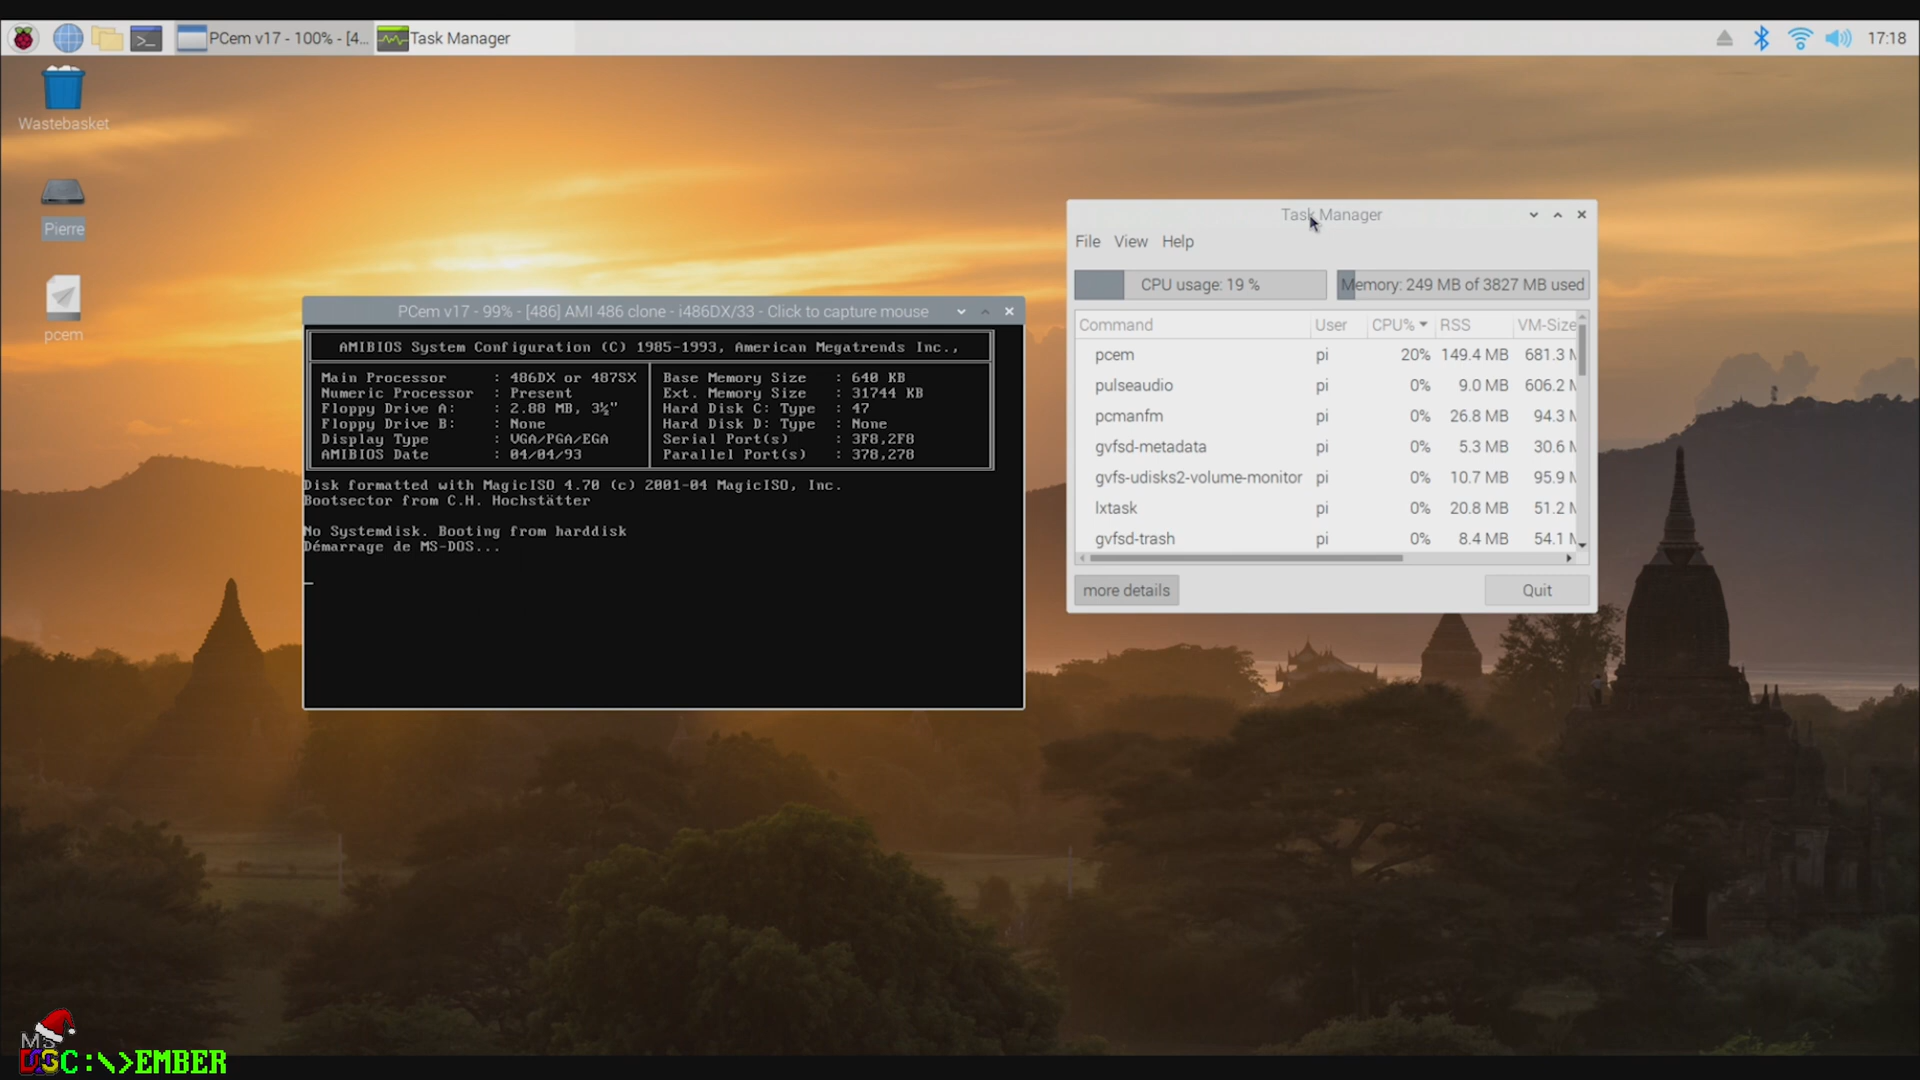 PCem v17 - 100% - [4...
Task Manager
17:18
Wastebasket
Pierre
pcem
PCem v17 - 99% - [486] AMI 486 clone - i486DX/33 - Click to capture mouse
AMIBIOS System Configuration (C) 1985-1993, American Megatrends Inc.,
Main Processor : 486DX or 487SX
Numeric Processor : Present
Floppy Drive A: : 2.88 MB, 3½"
Floppy Drive B: : None
Display Type : VGA/PGA/EGA
AMIBIOS Date : 04/04/93
Base Memory Size : 640 KB
Ext. Memory Size : 31744 KB
Hard Disk C: Type : 47
Hard Disk D: Type : None
Serial Port(s) : 3F8,2F8
Parallel Port(s) : 378,278
Disk formatted with MagicISO 4.70 (c) 2001-04 MagicISO, Inc.
Bootsector from C.H. Hochstätter
No Systemdisk. Booting from harddisk
Démarrage de MS-DOS...
Task Manager
File View Help
CPU usage: 19 %
Memory: 249 MB of 3827 MB used
Command User CPU% RSS VM-Size
pcem pi 20% 149.4 MB 681.3 M
pulseaudio pi 0% 9.0 MB 606.2 M
pcmanfm pi 0% 26.8 MB 94.3 M
gvfsd-metadata pi 0% 5.3 MB 30.6 M
gvfs-udisks2-volume-monitor pi 0% 10.7 MB 95.9 M
lxtask pi 0% 20.8 MB 51.2 M
gvfsd-trash pi 0% 8.4 MB 54.1 M
more details
Quit
MS
DOSC:\>EMBER